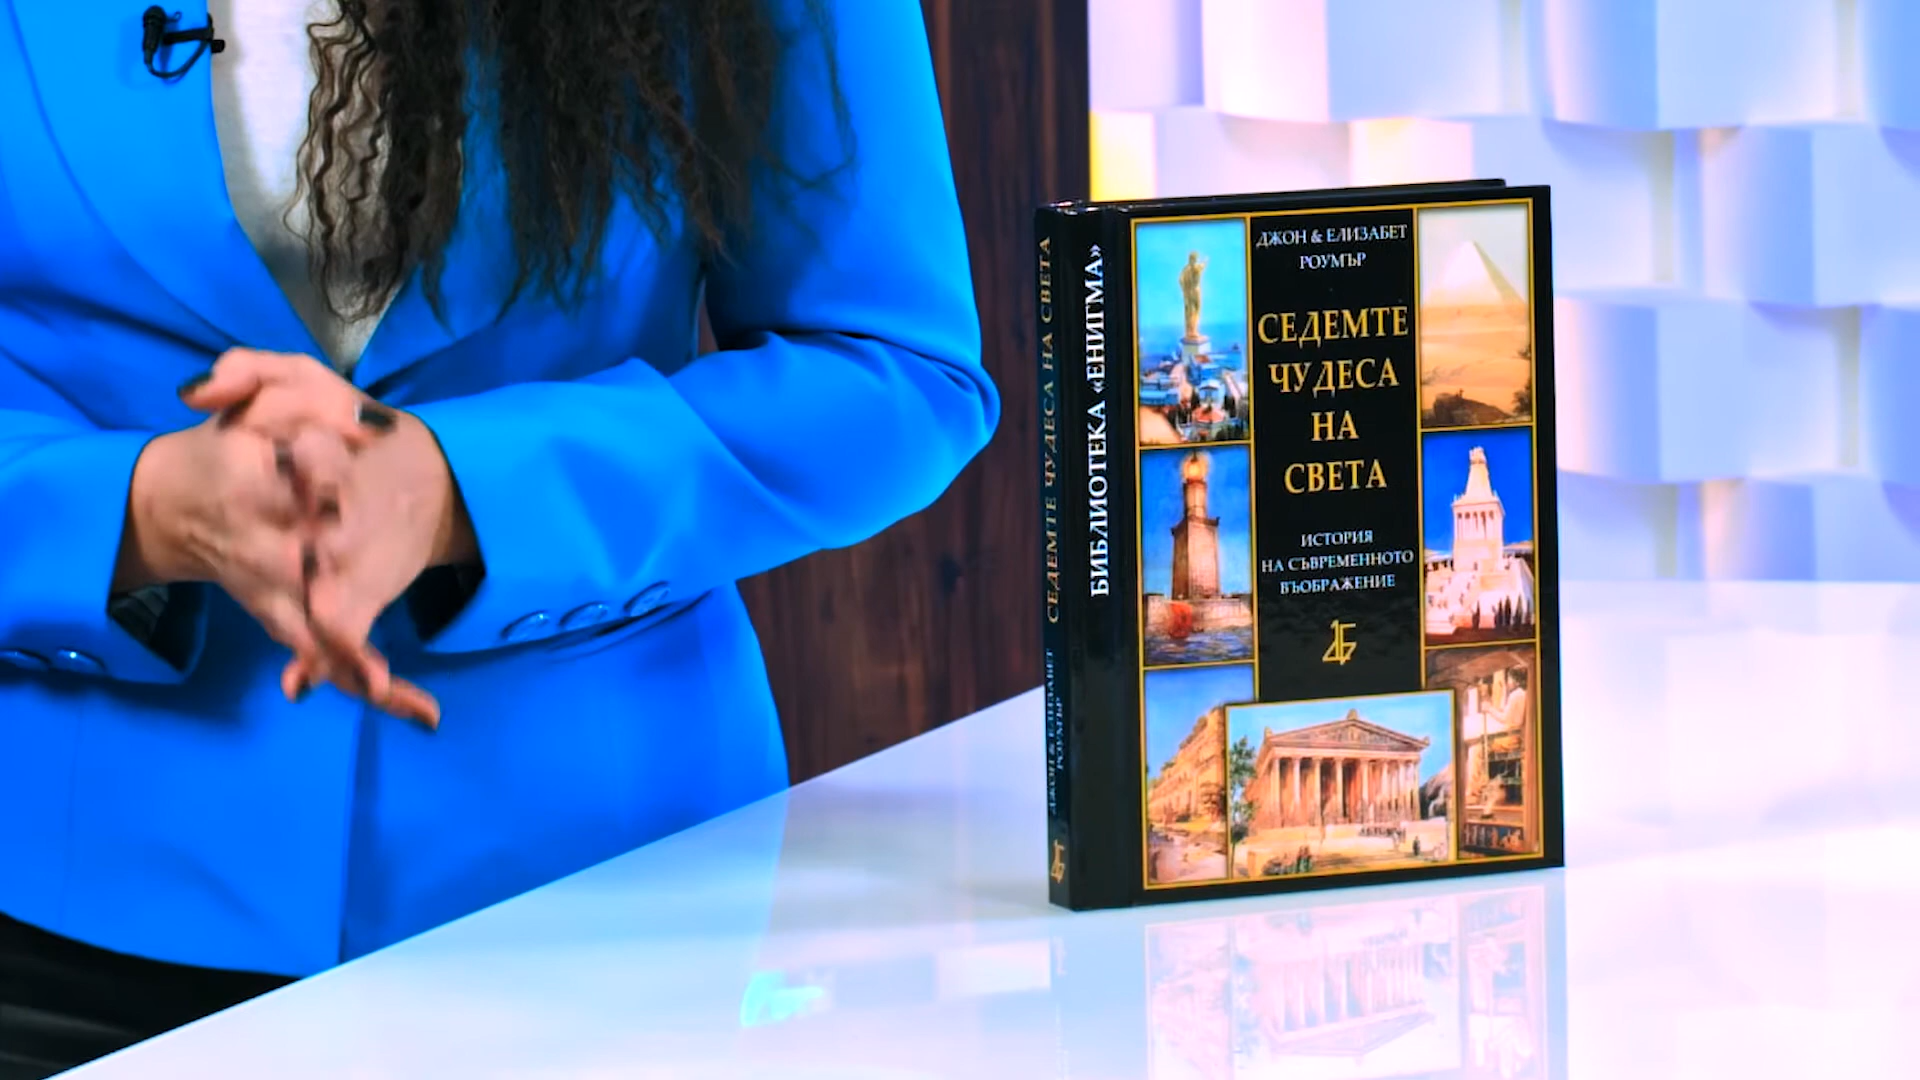 СЕДЕМТЕ ЧУДЕСА НА СВЕТА
ДЖОН & ЕЛИЗАБЕТ
РОУМЪР
БИБЛИОТЕКА «ЕНИГМА»
ДЖОН & ЕЛИЗАБЕТ
РОУМЪР
СЕДЕМТЕ
ЧУДЕСА
НА
СВЕТА
ИСТОРИЯ
НА СЪВРЕМЕННОТО
ВЪОБРАЖЕНИЕ